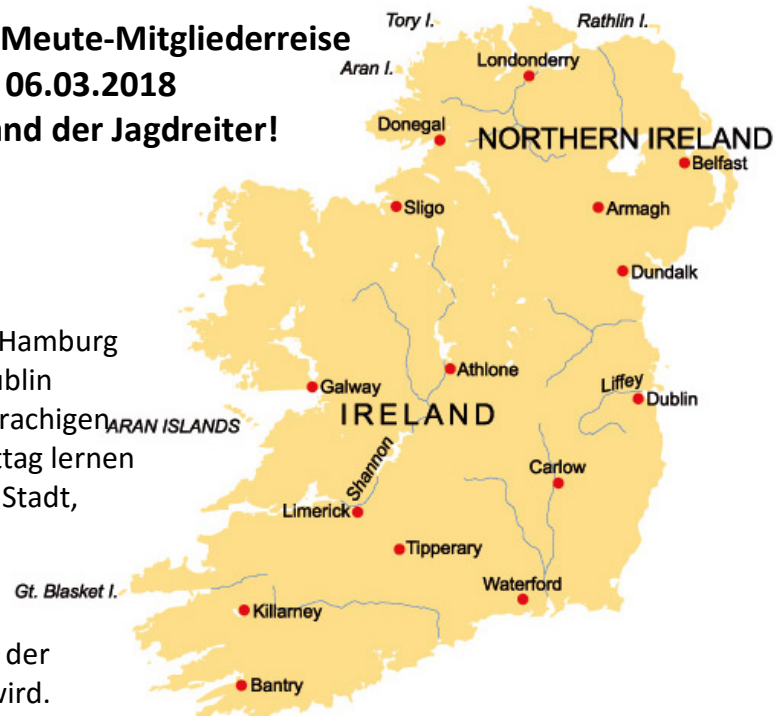 Meute-Mitgliederreise
06.03.2018
and der Jagdreiter!
Hamburg
ublin
rachigen
ttag lernen
Stadt,
der
wird.
Tory I.
Rathlin I.
Aran I.
Londonderry
Donegal
NORTHERN IRELAND
Belfast
Sligo
Armagh
Dundalk
Athlone
Galway
Liffey
Dublin
ARAN ISLANDS
IRELAND
Shannon
Carlow
Limerick
Tipperary
Waterford
Gt. Blasket I.
Killarney
Bantry